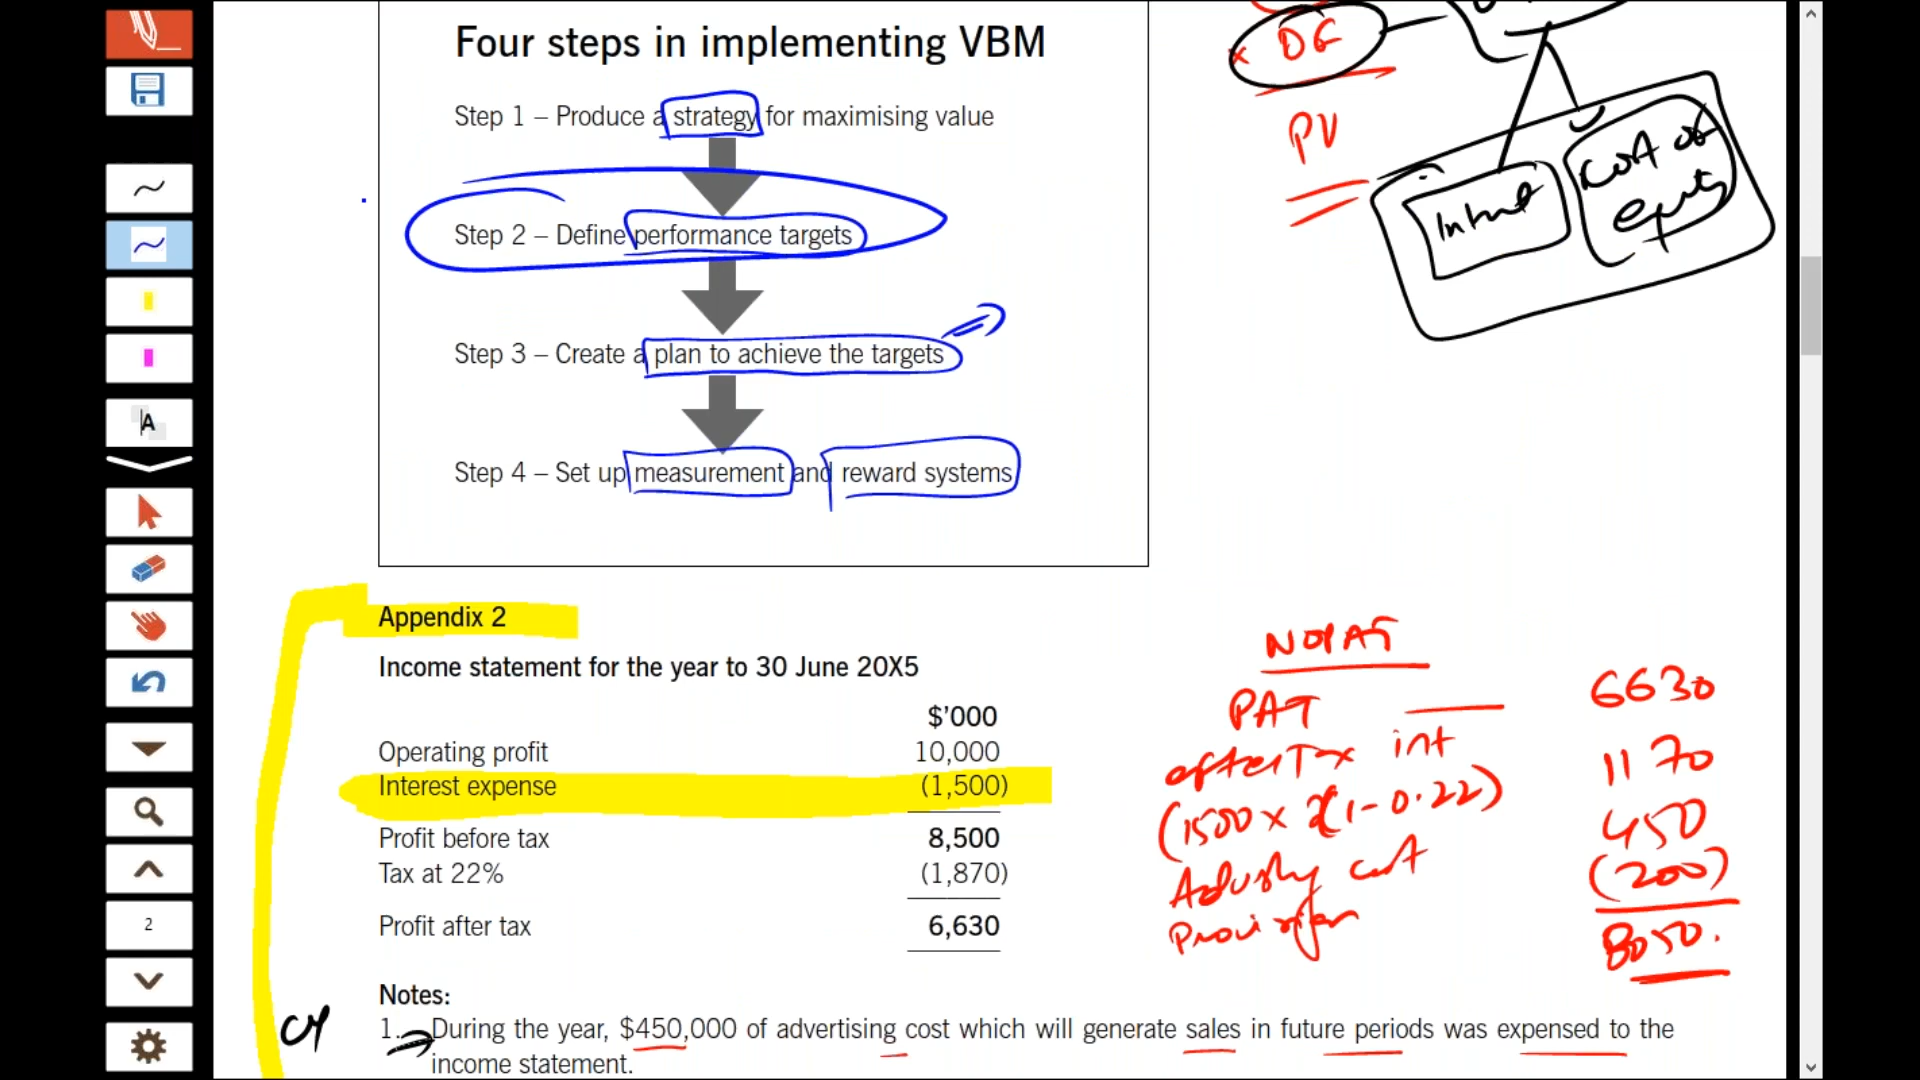 Four steps in implementing VBM
Step 1 – Produce a strategy for maximising value
Step 2 – Define performance targets
Step 3 – Create a plan to achieve the targets
Step 4 – Set up measurement and reward systems
x DF
PV
cost of
equity
Appendix 2
Income statement for the year to 30 June 20X5
$'000
Operating profit 10,000
Interest expense (1,500)
Profit before tax 8,500
Tax at 22% (1,870)
Profit after tax 6,630
NOPAT
PAT 6630
after Tax int 1170
(1500 x (1-0.22)
450
cost (200)
Provision 8050.
Notes:
CY
1. During the year, $450,000 of advertising cost which will generate sales in future periods was expensed to the
income statement.
A
2